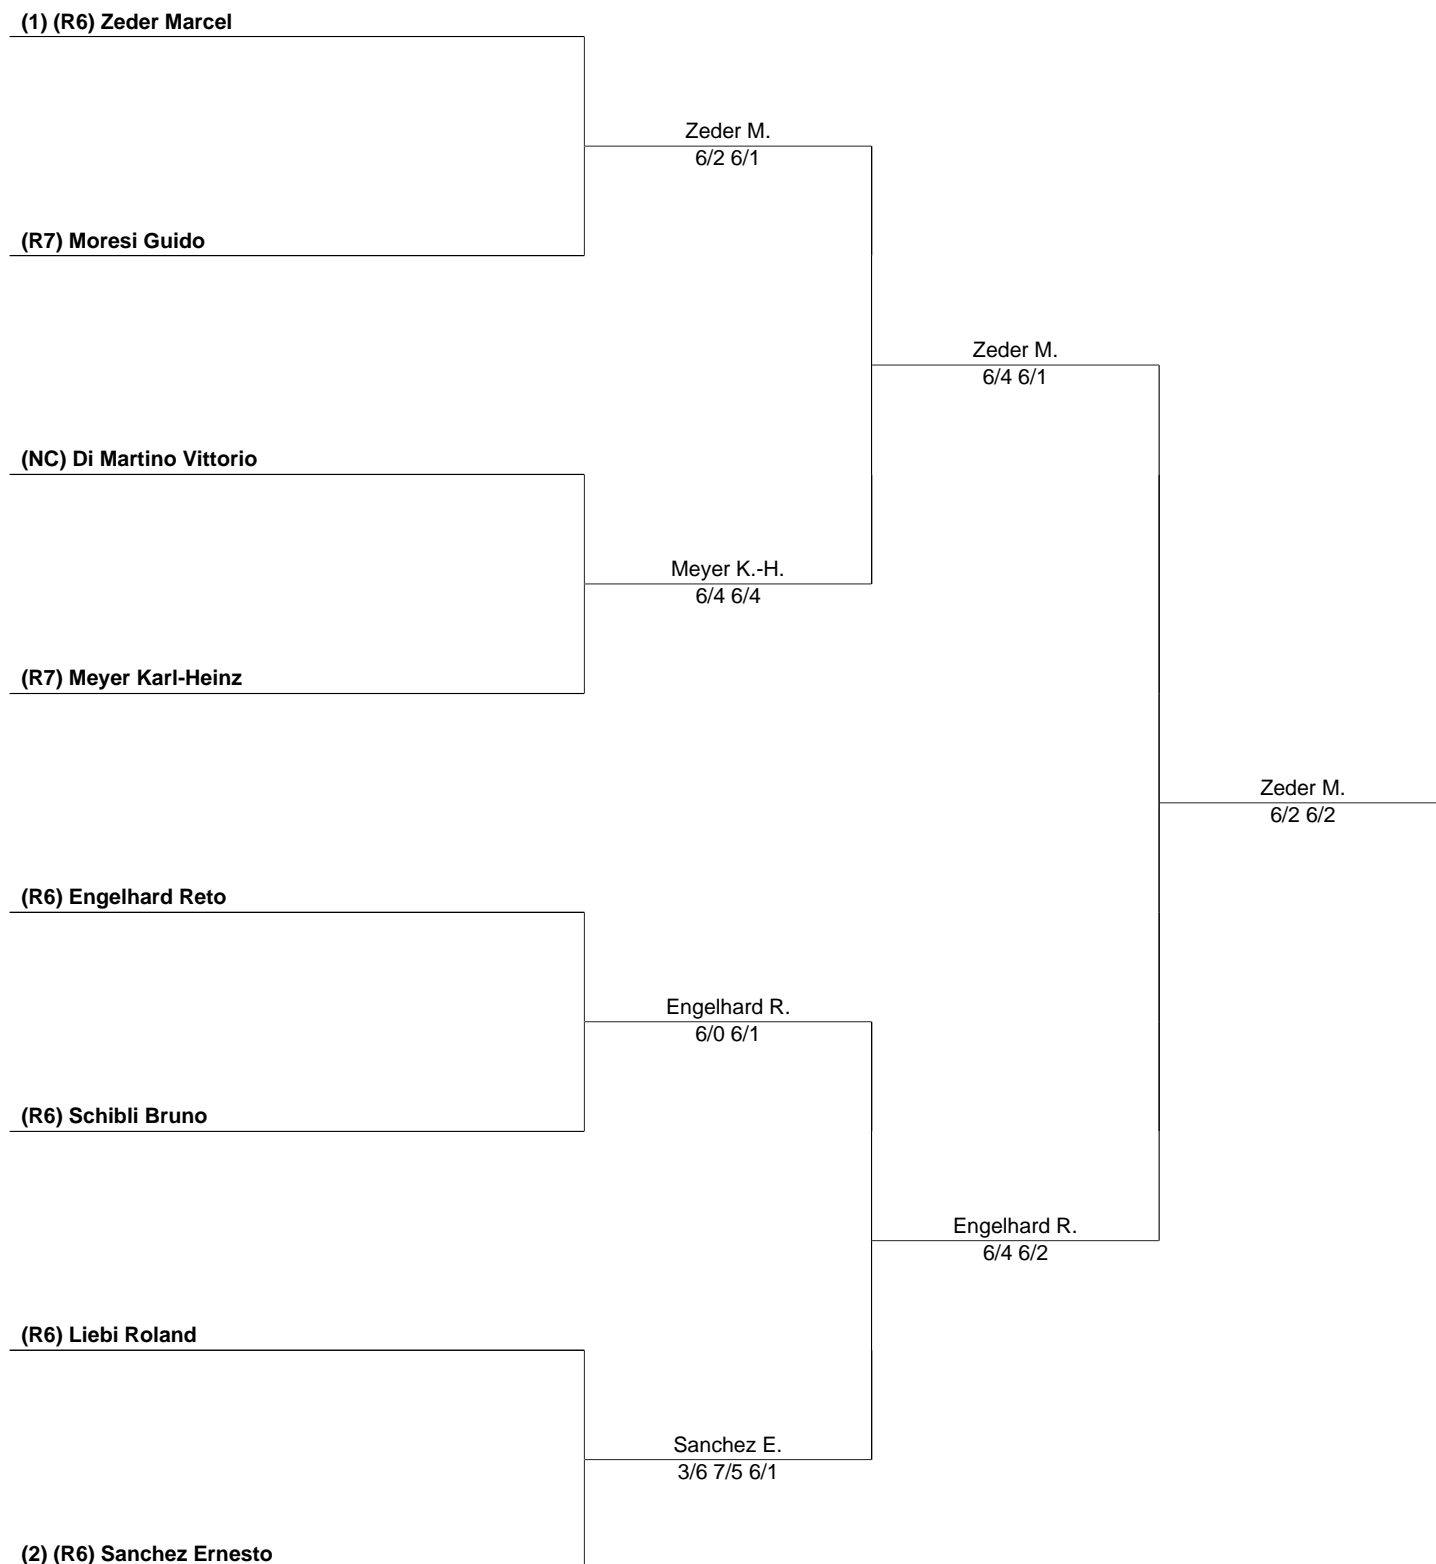 (1) (R6) Zeder Marcel
Zeder M.
6/2 6/1
(R7) Moresi Guido
Zeder M.
6/4 6/1
(NC) Di Martino Vittorio
Meyer K.-H.
6/4 6/4
(R7) Meyer Karl-Heinz
Zeder M.
6/2 6/2
(R6) Engelhard Reto
Engelhard R.
6/0 6/1
(R6) Schibli Bruno
Engelhard R.
6/4 6/2
(R6) Liebi Roland
Sanchez E.
3/6 7/5 6/1
(2) (R6) Sanchez Ernesto